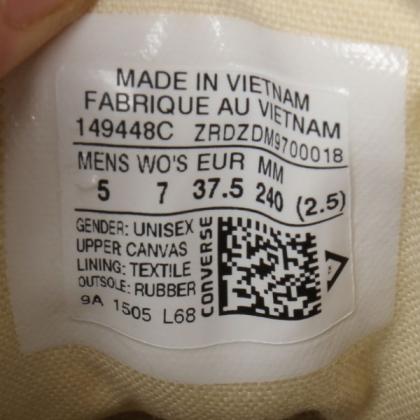 MADE IN VIETNAM
FABRIQUE AU VIETNAM
149448C ZRDZDM9700018
MENS WO'S EUR MM
5 7 37.5 240 (2.5)
GENDER: UNISEX
UPPER CANVAS
LINING: TEXTILE
OUTSOLE: RUBBER
9A 1505 L68
CONVERSE